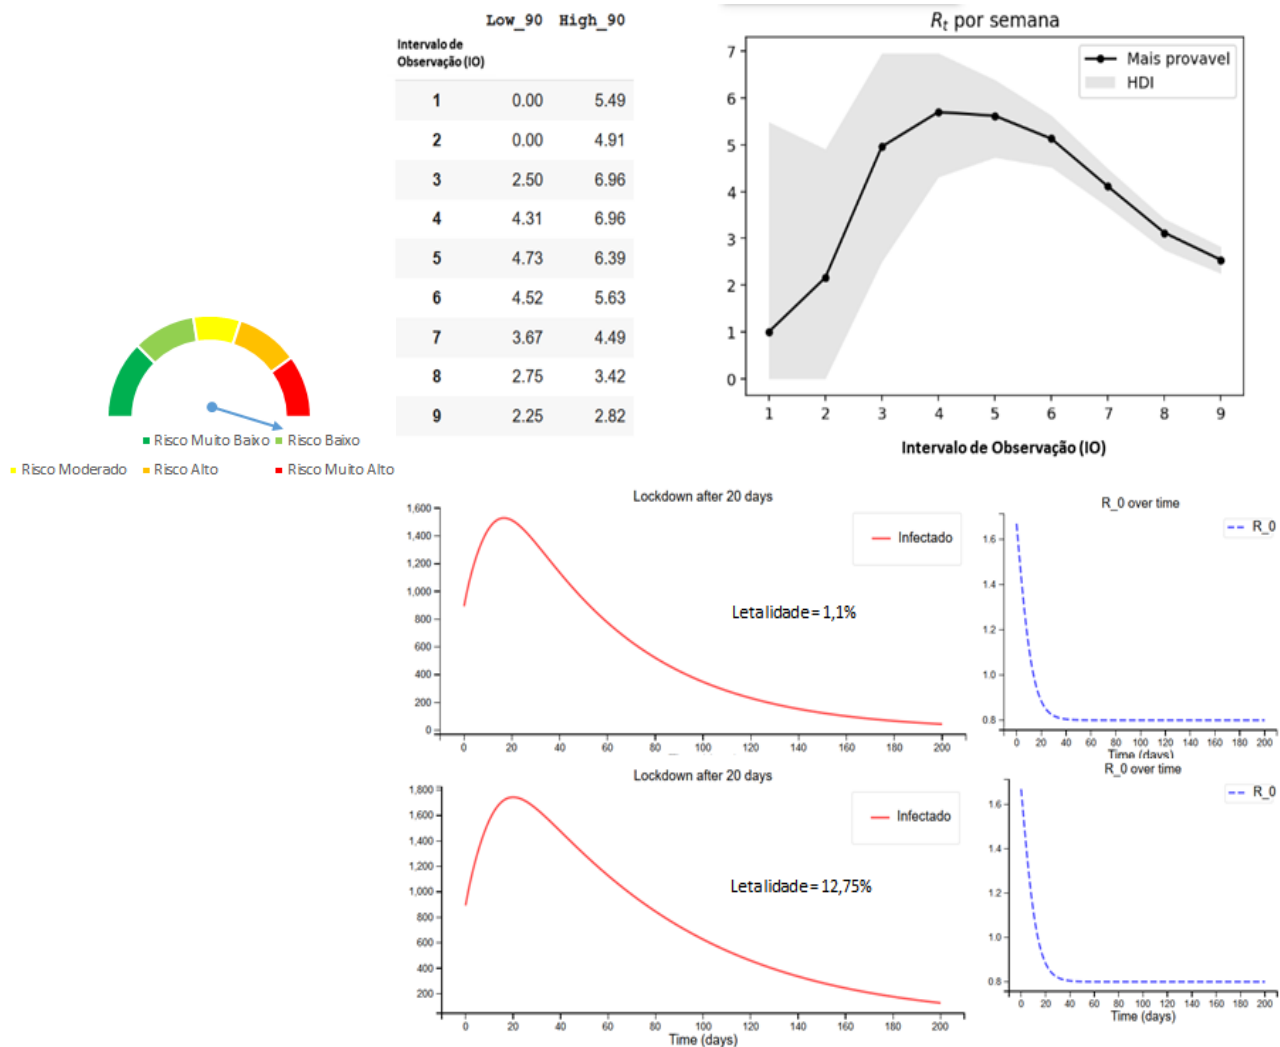 Low_90 High_90
Intervalo de
Observação (IO)
1 0.00 5.49
2 0.00 4.91
3 2.50 6.96
4 4.31 6.96
5 4.73 6.39
6 4.52 5.63
7 3.67 4.49
8 2.75 3.42
9 2.25 2.82
R_t por semana
Mais provavel
HDI
7
6
5
4
3
2
1
0
1 2 3 4 5 6 7 8 9
Intervalo de Observação (IO)
Risco Muito Baixo Risco Baixo
Risco Moderado Risco Alto Risco Muito Alto
Lockdown after 20 days
Infectado
Letalidade = 1,1%
1,600
1,400
1,200
1,000
800
600
400
200
0
0 20 40 60 80 100 120 140 160 180 200
R_0 over time
R_0
1.6
1.4
1.2
1.0
0.8
0 20 40 60 80 100 120 140 160 180 200
Time (days)
Lockdown after 20 days
Infectado
Letalidade = 12,75%
1,800
1,600
1,400
1,200
1,000
800
600
400
200
0 20 40 60 80 100 120 140 160 180 200
Time (days)
R_0 over time
R_0
1.6
1.4
1.2
1.0
0.8
0 20 40 60 80 100 120 140 160 180 200
Time (days)